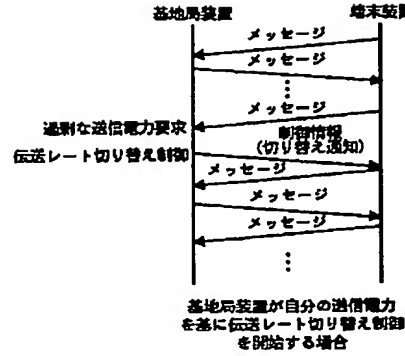 基地局装置
端末装置
メッセージ
メッセージ
メッセージ
過剰な送信電力要求
制御情報
(切り替え通知)
伝送レート切り替え制御
メッセージ
メッセージ
メッセージ
基地局装置が自分の送信電力
を基に伝送レート切り替え制御
を開始する場合